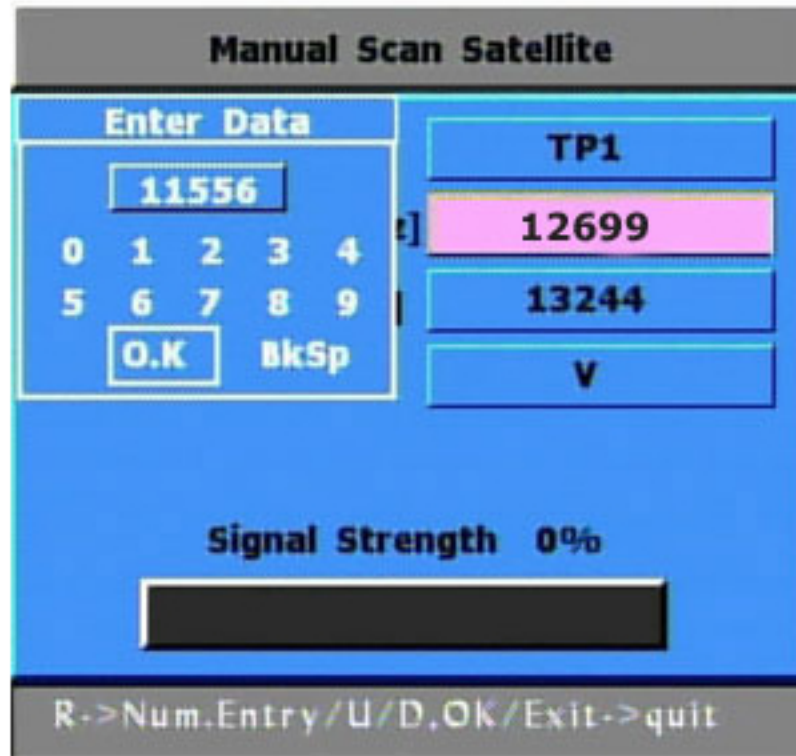 Manual Scan Satellite
Enter Data
11556
0 1 2 3 4
5 6 7 8 9
O.K BkSp
TP1
z]
12699
]
13244
V
Signal Strength 0%
R->Num.Entry/U/D,OK/Exit->quit